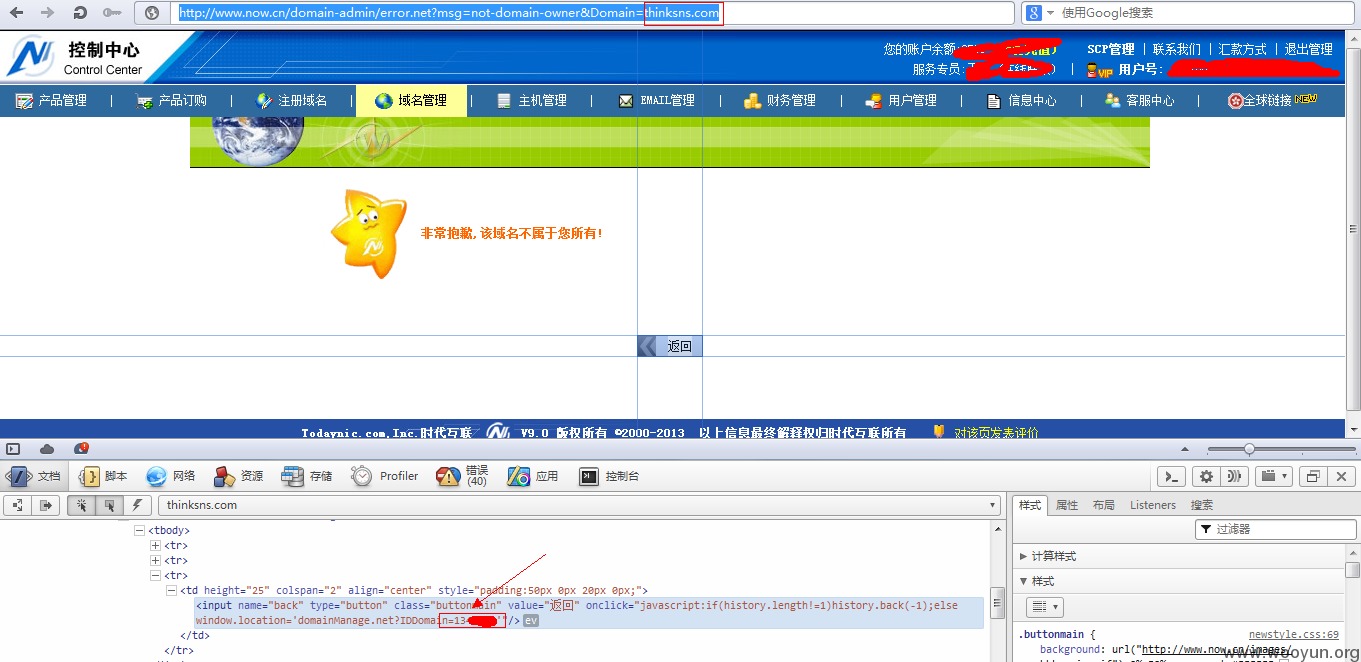 http://www.now.cn/domain-admin/error.net?msg=not-domain-owner&Domain=thinksns.com
使用Google搜索
控制中心
Control Center
您的账户余额:
SCP管理 | 联系我们 | 汇款方式 | 退出管理
服务专员:
| VIP 用户号:
产品管理 | 产品订购 | 注册域名 | 域名管理 | 主机管理 | EMAIL管理 | 财务管理 | 用户管理 | 信息中心 | 客服中心 | 全球链接 NEW
非常抱歉,该域名不属于您所有!
返回
Todaynic.com,Inc.时代互联 V9.0 版权所有 ©2000-2013 以上信息最终解释权归时代互联所有 对该页发表评价
文档 脚本 网络 资源 存储 Profiler 错误 (40) 应用 控制台
thinksns.com
样式 属性 布局 Listeners 搜索
过滤器
<tbody>
<tr>
<tr>
<tr>
<td height="25" colspan="2" align="center" style="padding:50px 0px 20px 0px;">
<input name="back" type="button" class="buttonmain" value="返回" onclick="javascript:if(history.length!=1)history.back(-1);else
window.location='domainManage.net?IDDomain=134 '"/> ev
</td>
</tr>
计算样式
样式
.buttonmain {
newstyle.css:69
background: url("http://www.now.cn/images/
www.wooyun.org